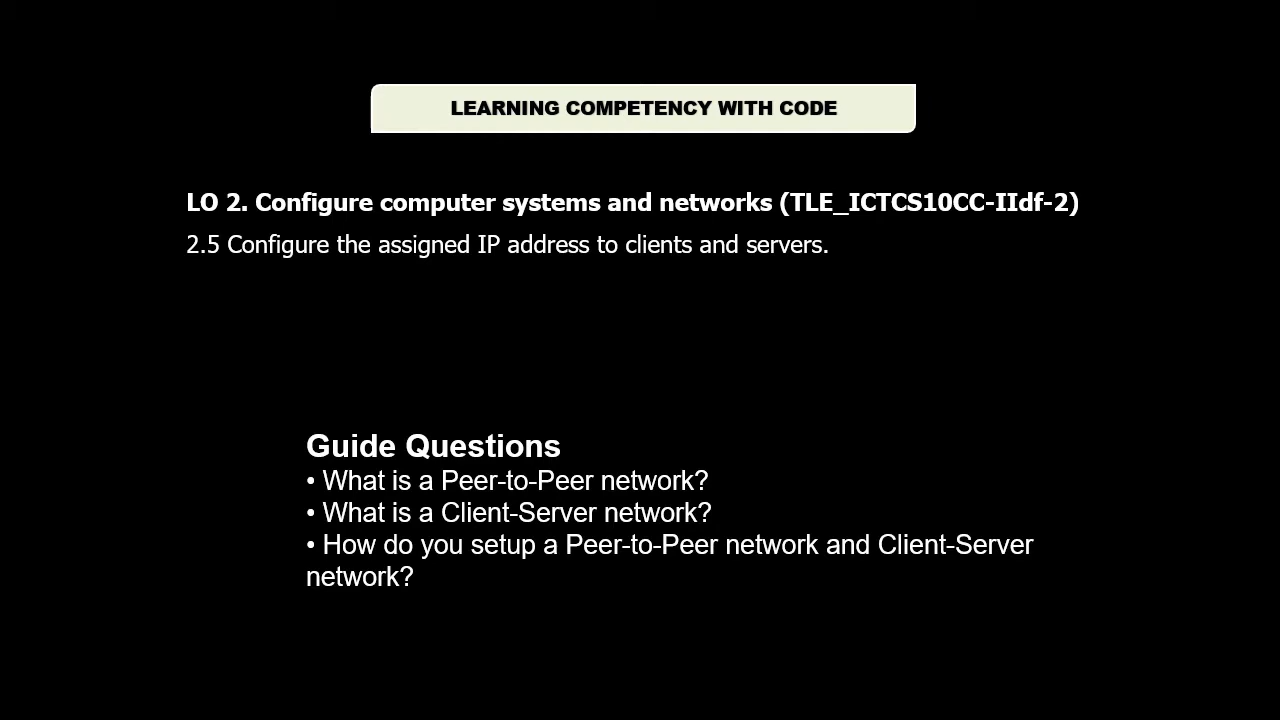 LEARNING COMPETENCY WITH CODE
LO 2. Configure computer systems and networks (TLE_ICTCS10CC-IIdf-2)
2.5 Configure the assigned IP address to clients and servers.
Guide Questions
• What is a Peer-to-Peer network?
• What is a Client-Server network?
• How do you setup a Peer-to-Peer network and Client-Server
network?